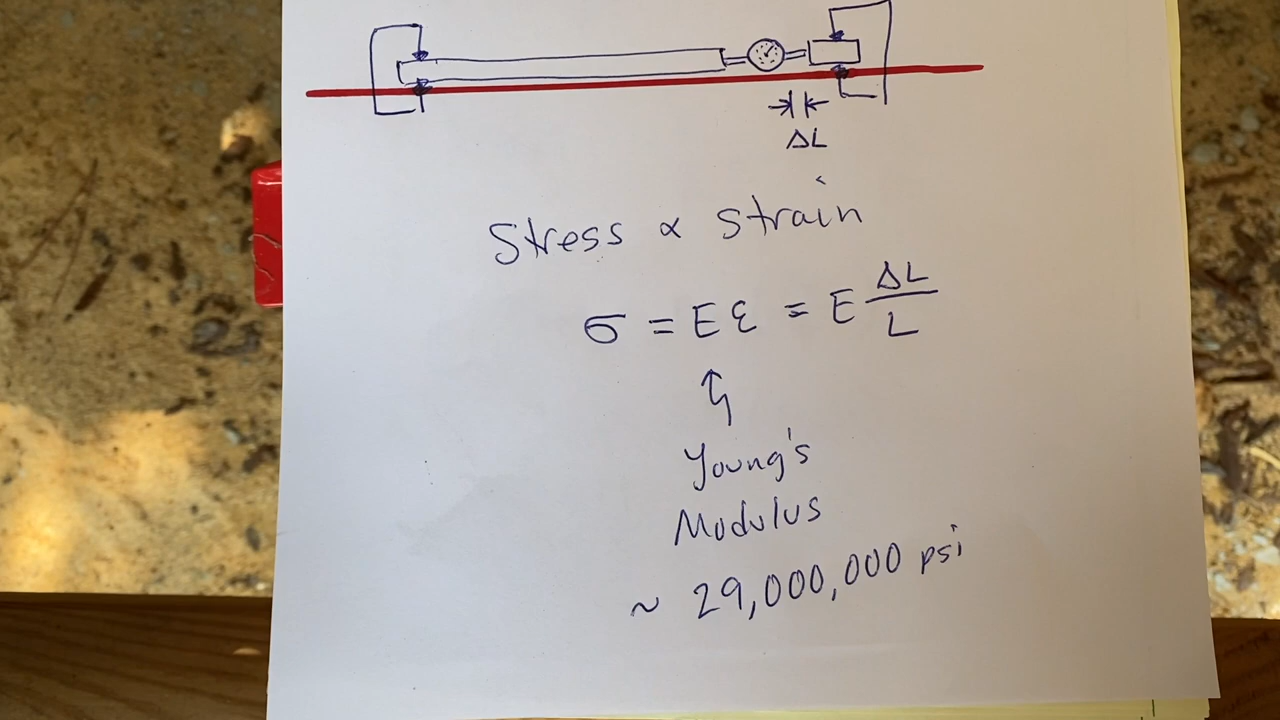 ΔL
Stress ∝ Strain
σ = Eε = E ΔL/L
Young's
Modulus
~ 29,000,000 psi